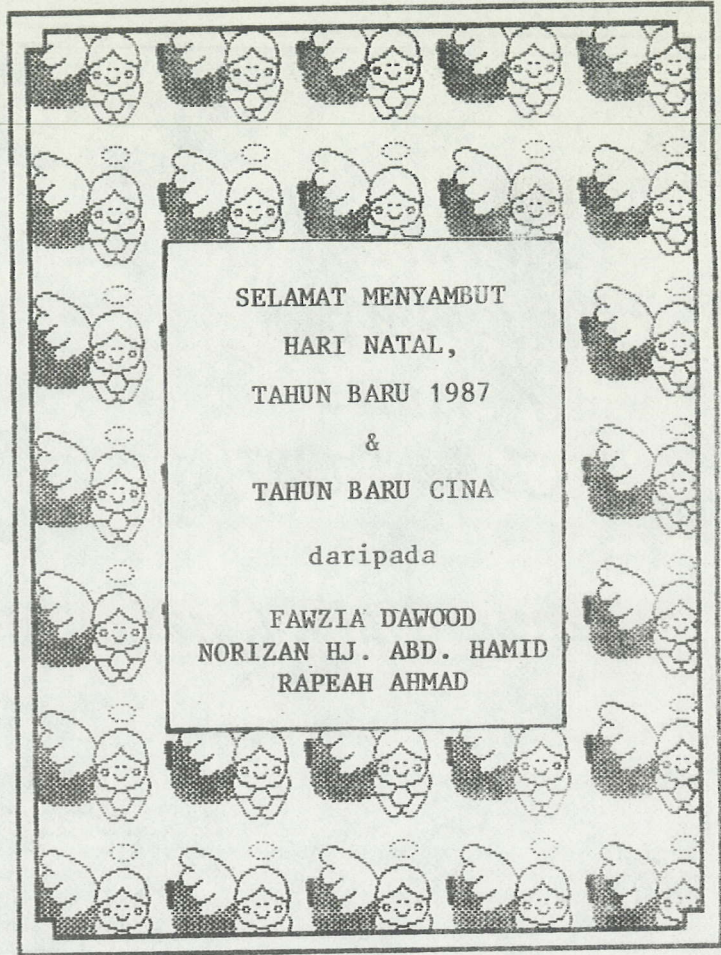 SELAMAT MENYAMBUT
HARI NATAL,
TAHUN BARU 1987
&
TAHUN BARU CINA
daripada
FAWZIA DAWOOD
NORIZAN HJ. ABD. HAMID
RAPEAH AHMAD